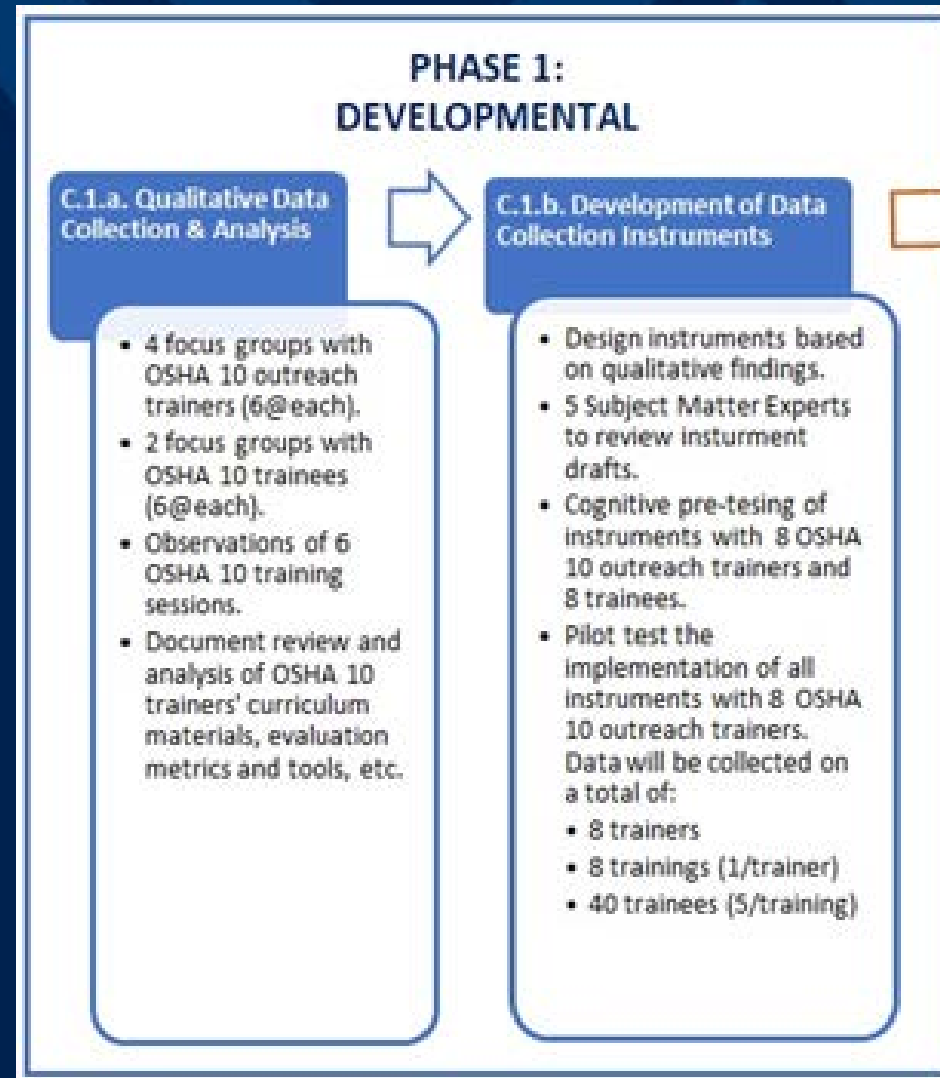 PHASE 1:
DEVELOPMENTAL
C.1.a. Qualitative Data
Collection & Analysis
• 4 focus groups with
OSHA 10 outreach
trainers (6@each).
• 2 focus groups with
OSHA 10 trainees
(6@each).
• Observations of 6
OSHA 10 training
sessions.
• Document review and
analysis of OSHA 10
trainers' curriculum
materials, evaluation
metrics and tools, etc.
C.1.b. Development of Data
Collection Instruments
• Design instruments based
on qualitative findings.
• 5 Subject Matter Experts
to review insturment
drafts.
• Cognitive pre-tesing of
instruments with 8 OSHA
10 outreach trainers and
8 trainees.
• Pilot test the
implementation of all
instruments with 8 OSHA
10 outreach trainers.
Data will be collected on
a total of:
• 8 trainers
• 8 trainings (1/trainer)
• 40 trainees (5/training)